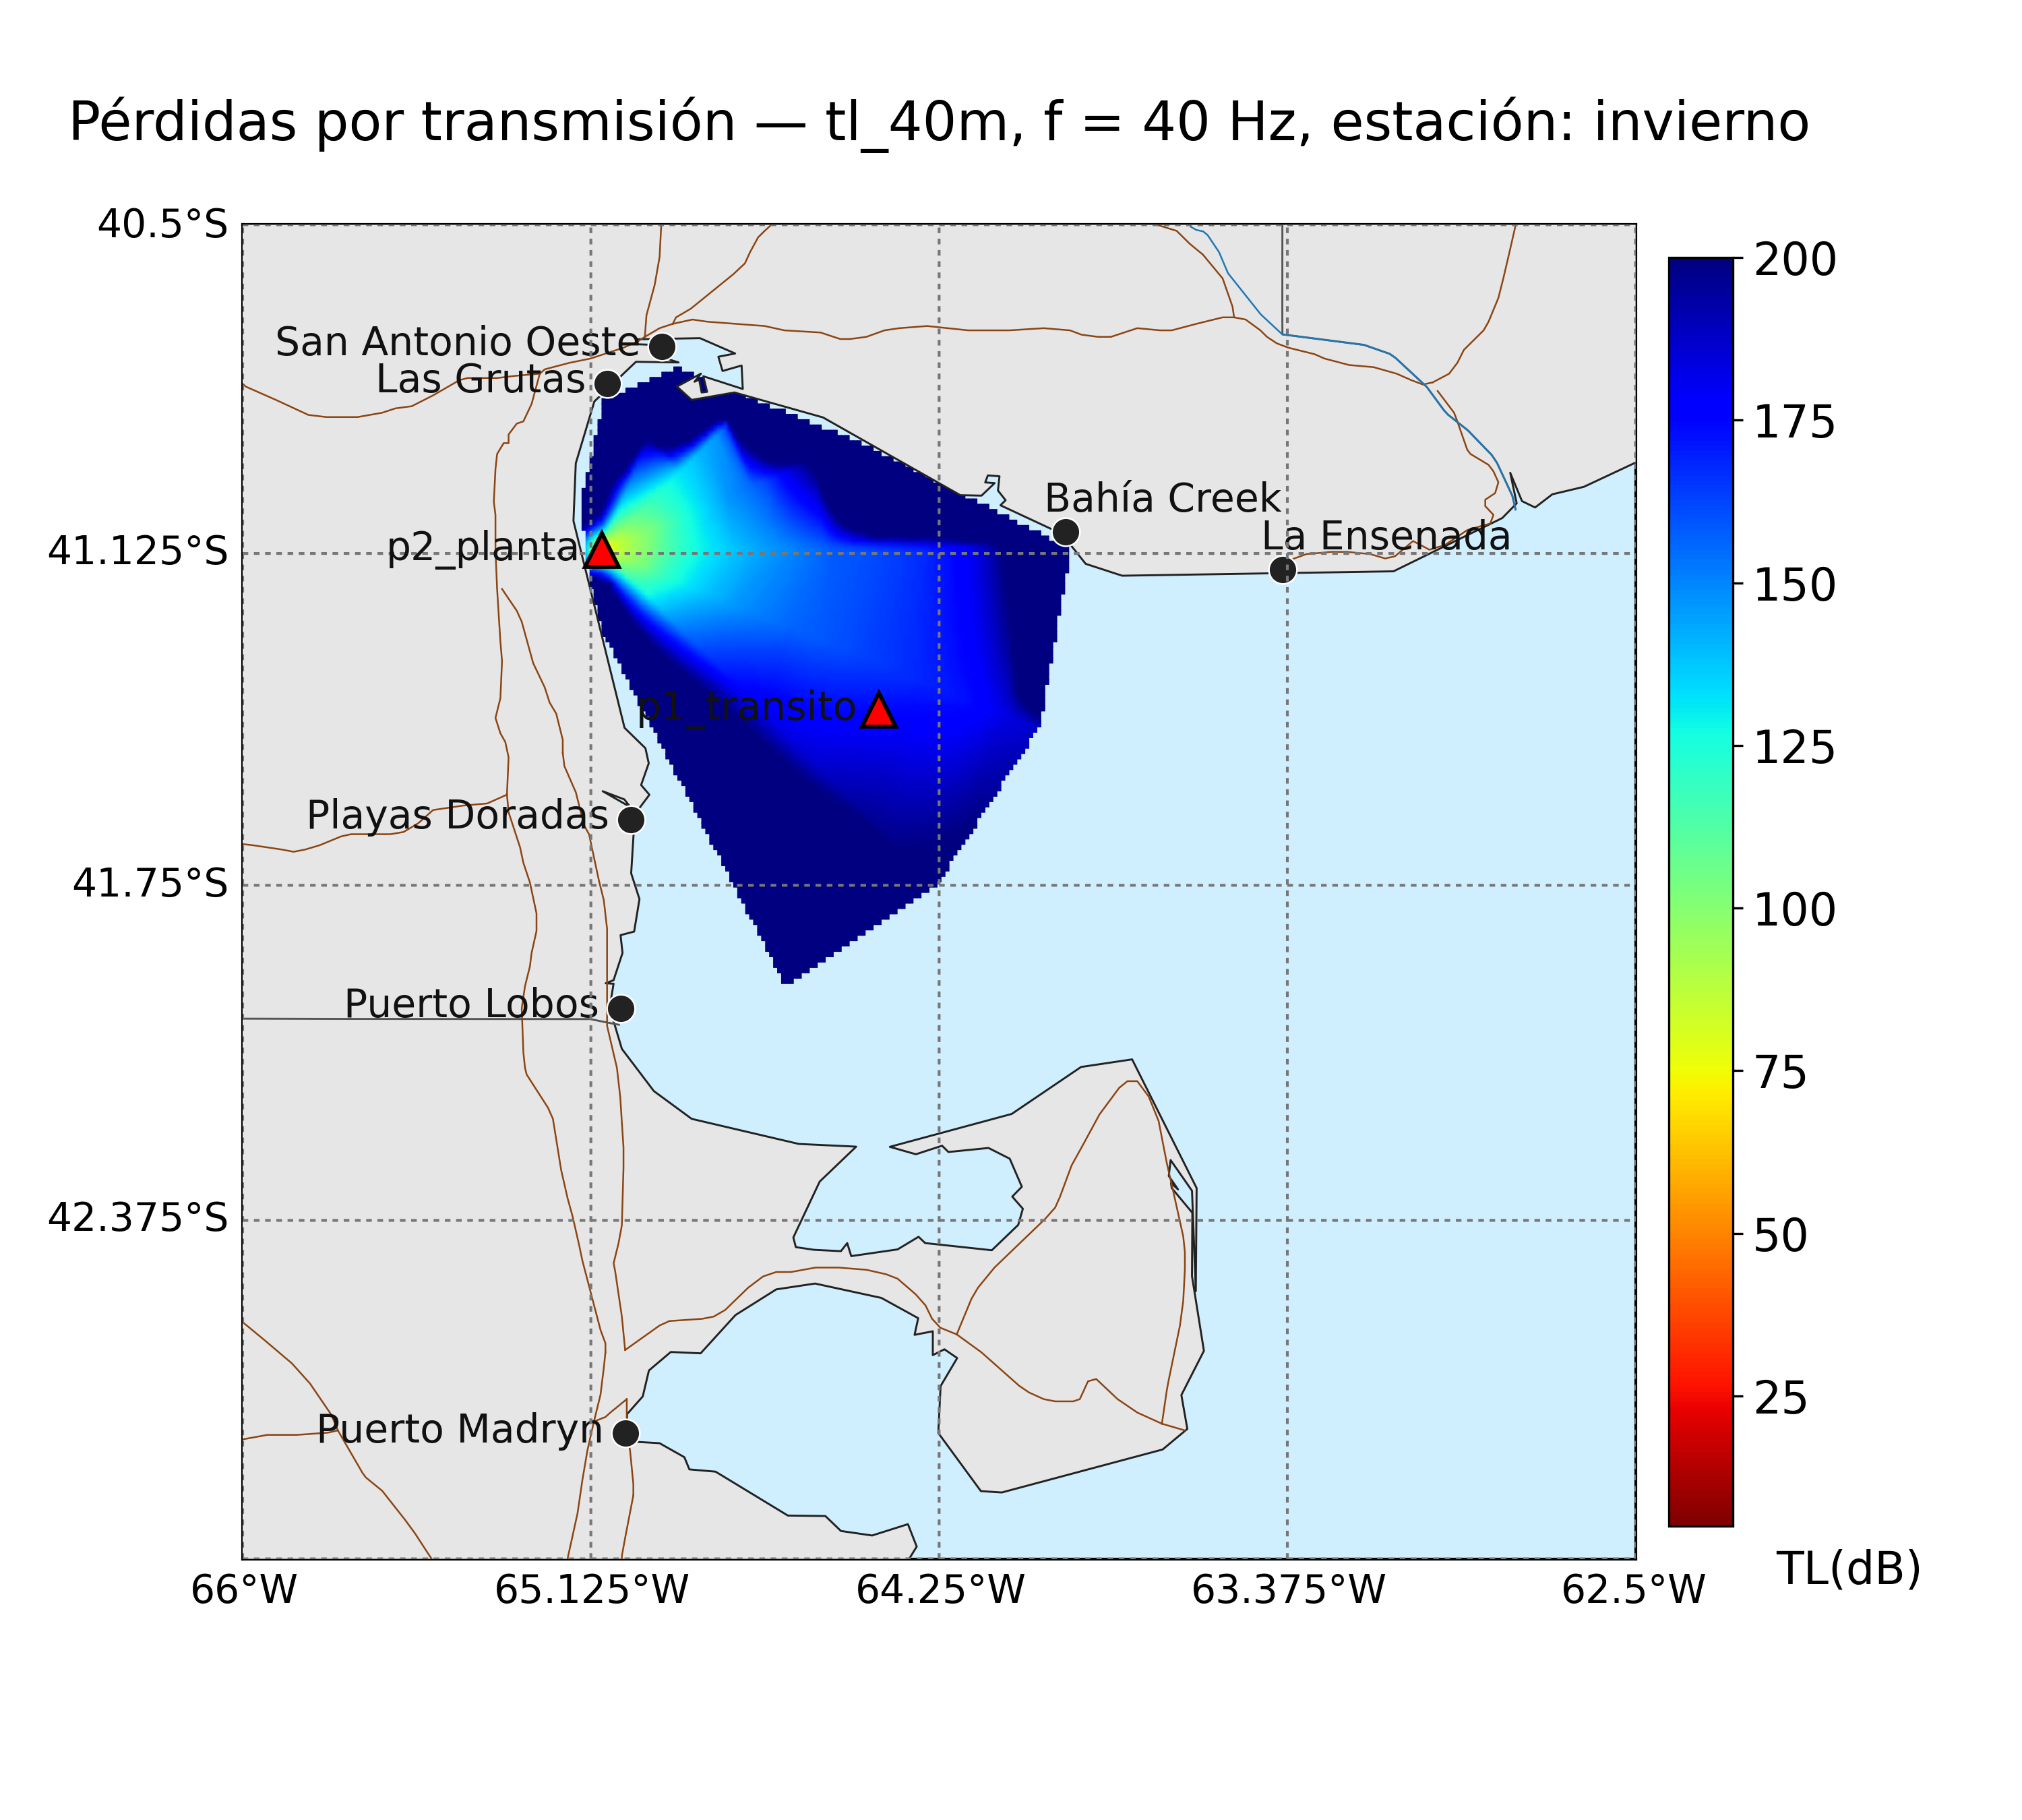 Pérdidas por transmisión — tl_40m, f = 40 Hz, estación: invierno
40.5°S
200
San Antonio Oeste
Las Grutas
175
Bahía Creek
La Ensenada
p2_planta
41.125°S
150
p1_transito
125
Playas Doradas
41.75°S
100
Puerto Lobos
75
42.375°S
50
25
Puerto Madryn
TL(dB)
66°W
65.125°W
64.25°W
63.375°W
62.5°W